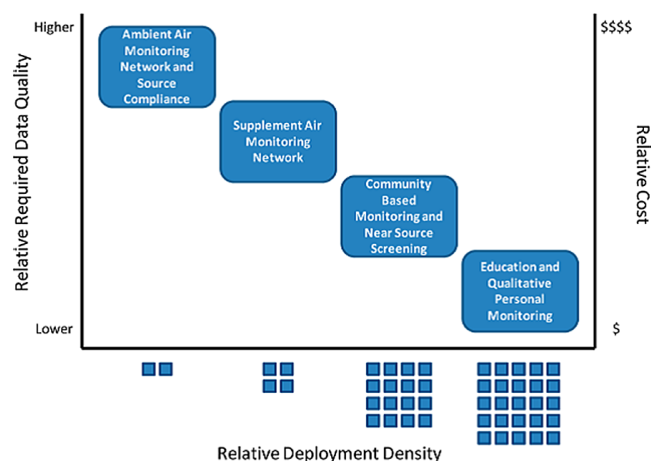 Higher
$$$$
Ambient Air
Monitoring
Network and
Source
Compliance
Supplement Air
Monitoring
Network
Community
Based
Monitoring and
Near Source
Screening
Education and
Qualitative
Personal
Monitoring
Relative Required Data Quality
Relative Cost
Lower
$
Relative Deployment Density